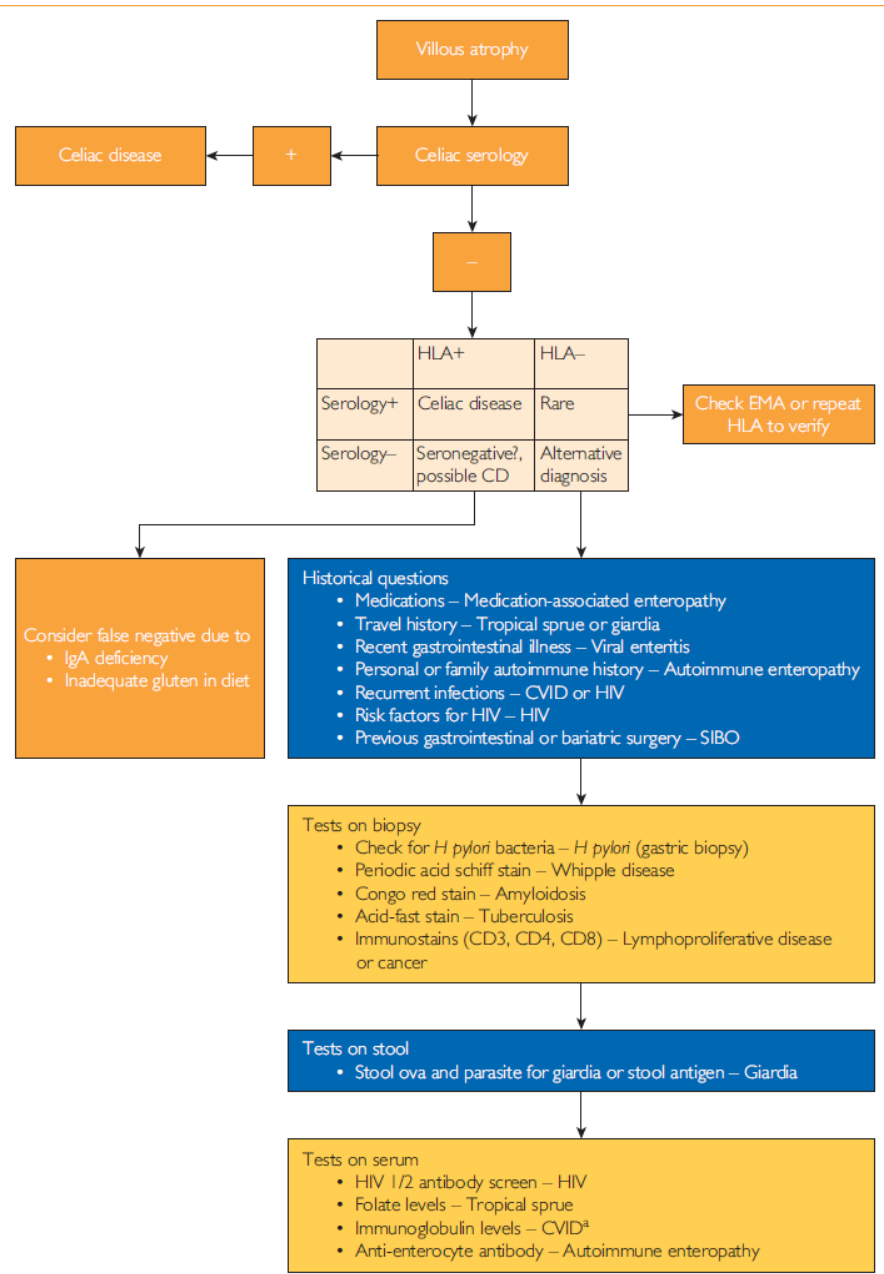 Villous atrophy
Celiac disease
+
Celiac serology
–
HLA+
HLA–
Serology+
Celiac disease
Rare
Check EMA or repeat
HLA to verify
Serology–
Seronegative?,
possible CD
Alternative
diagnosis
Consider false negative due to
• IgA deficiency
• Inadequate gluten in diet
Historical questions
• Medications – Medication-associated enteropathy
• Travel history – Tropical sprue or giardia
• Recent gastrointestinal illness – Viral enteritis
• Personal or family autoimmune history – Autoimmune enteropathy
• Recurrent infections – CVID or HIV
• Risk factors for HIV – HIV
• Previous gastrointestinal or bariatric surgery – SIBO
Tests on biopsy
• Check for H pylori bacteria – H pylori (gastric biopsy)
• Periodic acid schiff stain – Whipple disease
• Congo red stain – Amyloidosis
• Acid-fast stain – Tuberculosis
• Immunostains (CD3, CD4, CD8) – Lymphoproliferative disease
or cancer
Tests on stool
• Stool ova and parasite for giardia or stool antigen – Giardia
Tests on serum
• HIV 1/2 antibody screen – HIV
• Folate levels – Tropical sprue
• Immunoglobulin levels – CVIDᵃ
• Anti-enterocyte antibody – Autoimmune enteropathy